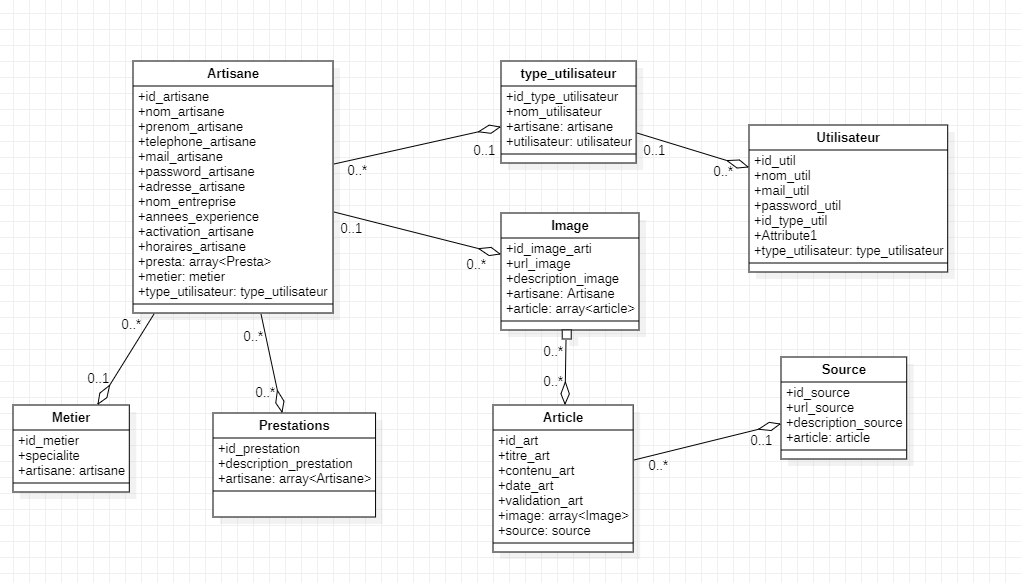 Artisane
+id_artisane
+nom_artisane
+prenom_artisane
+telephone_artisane
+mail_artisane
+password_artisane
+adresse_artisane
+nom_entreprise
+annees_experience
+activation_artisane
+horaires_artisane
+presta: array<Presta>
+metier: metier
+type_utilisateur: type_utilisateur
0..*
0..1
type_utilisateur
+id_type_utilisateur
+nom_utilisateur
+artisane: artisane
+utilisateur: utilisateur
0..1
0..*
Utilisateur
+id_util
+nom_util
+mail_util
+password_util
+id_type_util
+Attribute1
+type_utilisateur: type_utilisateur
0..1
0..*
Image
+id_image_arti
+url_image
+description_image
+artisane: Artisane
+article: array<article>
0..*
0..1
0..*
0..*
Metier
+id_metier
+specialite
+artisane: artisane
Prestations
+id_prestation
+description_prestation
+artisane: array<Artisane>
0..*
0..*
Article
+id_art
+titre_art
+contenu_art
+date_art
+validation_art
+image: array<Image>
+source: source
0..*
0..1
Source
+id_source
+url_source
+description_source
+article: article